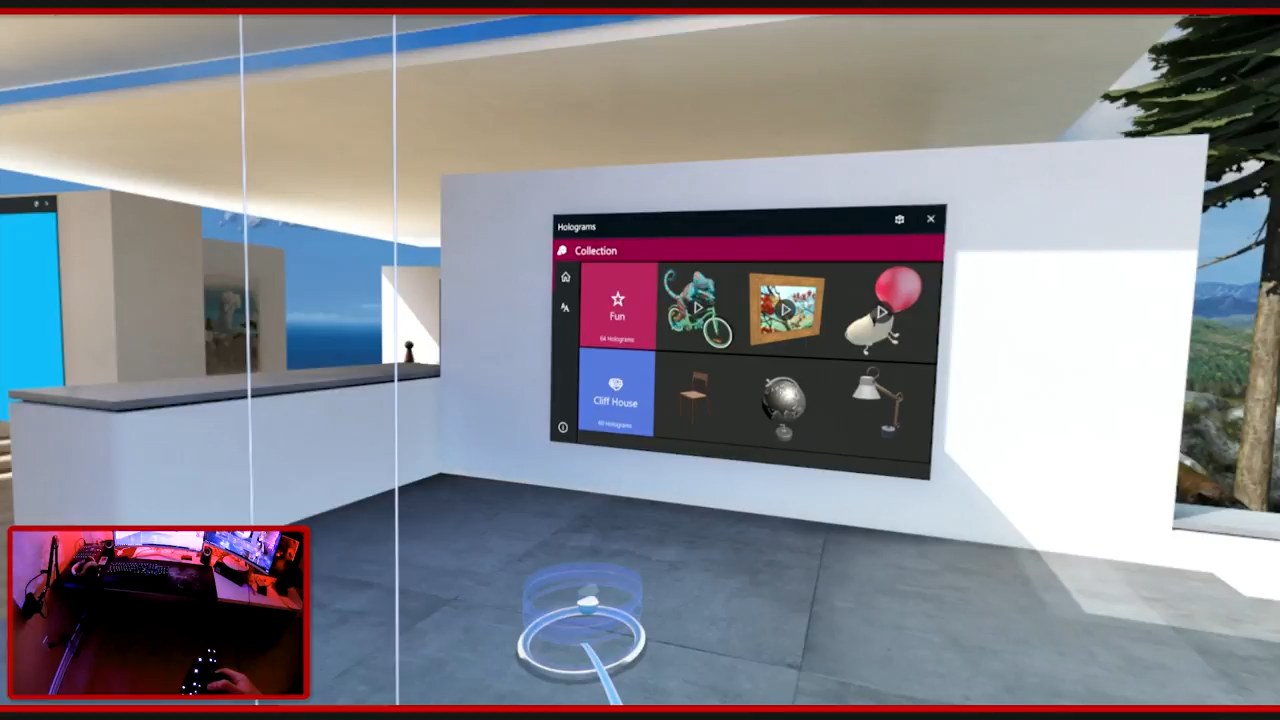 Holograms
Collection
Fun
64 Holograms
Cliff House